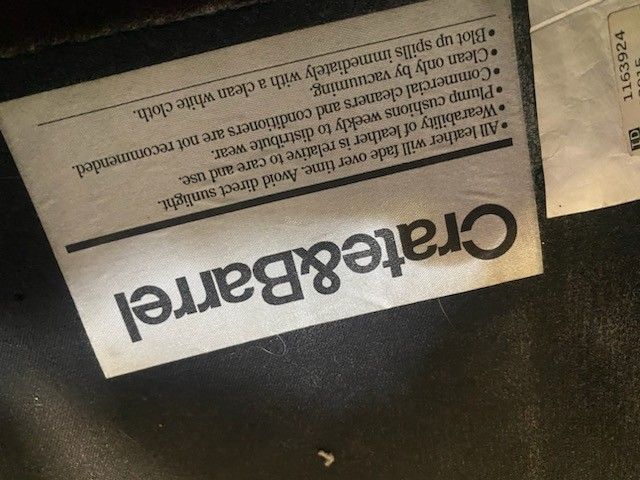 Crate&Barrel
• All leather will fade over time. Avoid direct sunlight.
• Wearability of leather is relative to care and use.
• Plump cushions weekly to distribute wear.
• Commercial cleaners and conditioners are not recommended.
• Clean only by vacuuming
• Blot up spills immediately with a clean white cloth.
1163924
ID